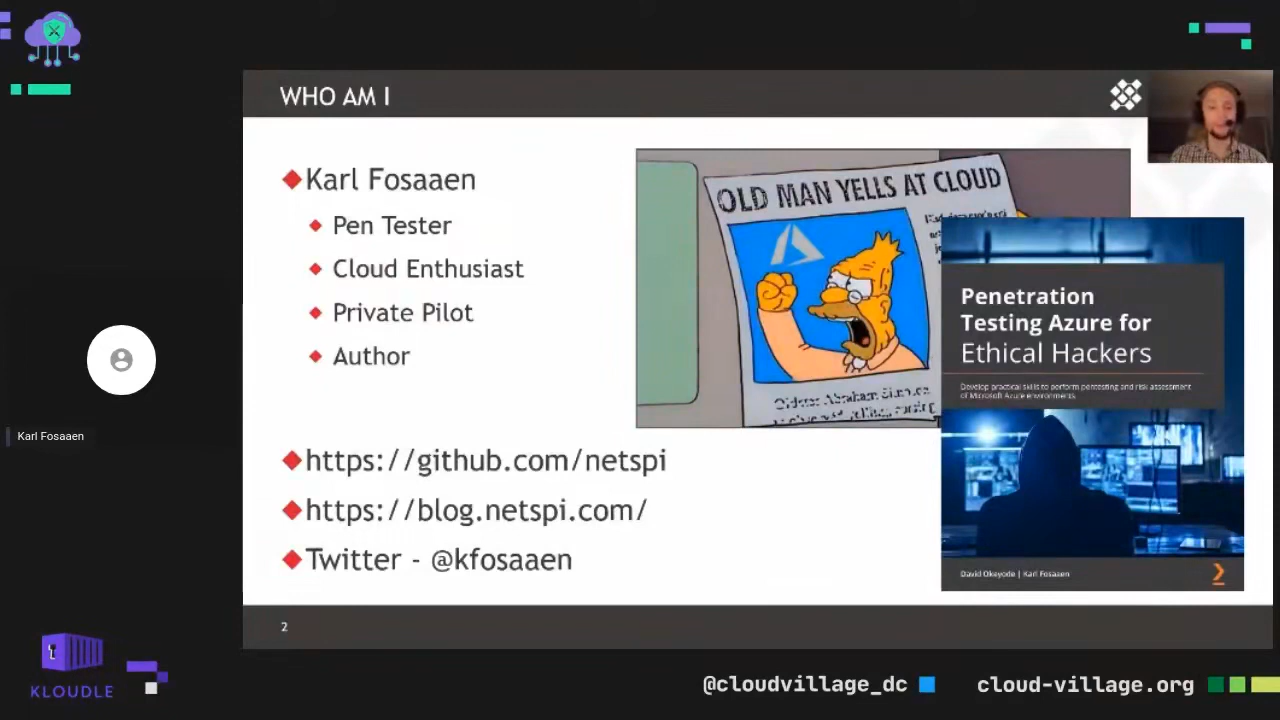 WHO AM I
Karl Fosaaen
Pen Tester
Cloud Enthusiast
Private Pilot
Author
https://github.com/netspi
https://blog.netspi.com/
Twitter - @kfosaaen
OLD MAN YELLS AT CLOUD
Penetration
Testing Azure for
Ethical Hackers
Develop practical skills to perform pentesting and risk assessment
of Microsoft Azure environments
David Okeyode | Karl Fosaaen
2
Karl Fosaaen
KLOUDLE
@cloudvillage_dc
cloud-village.org